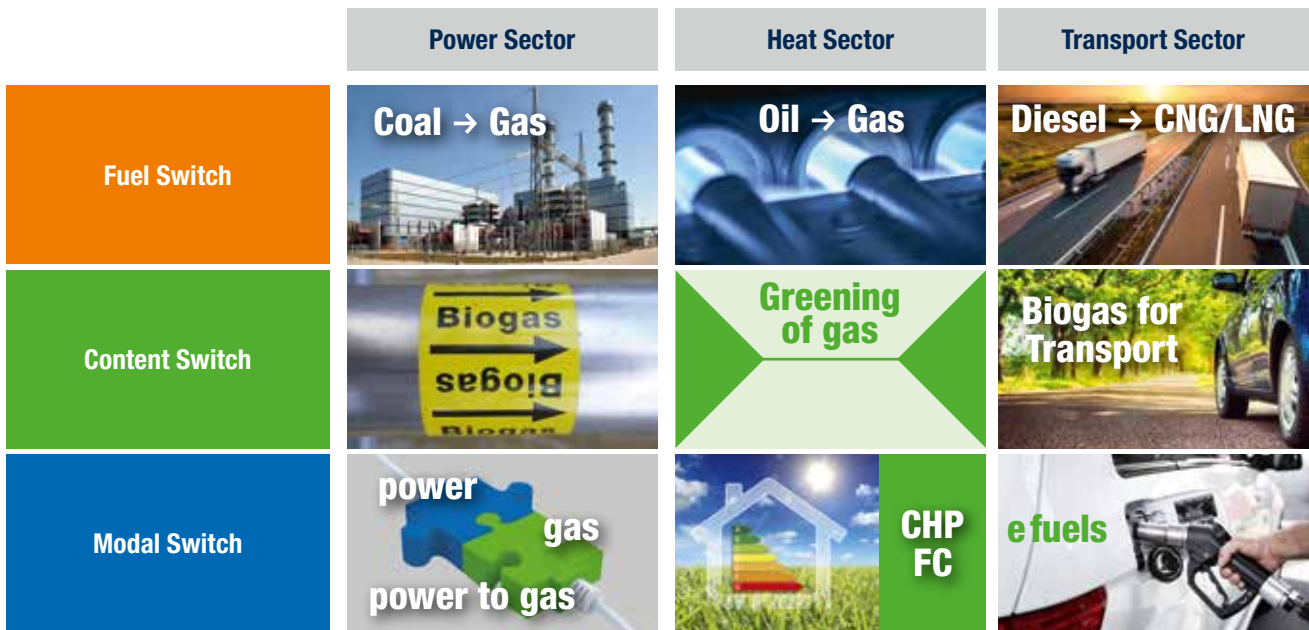 Power Sector
Heat Sector
Transport Sector
Fuel Switch
Coal → Gas
Oil → Gas
Diesel → CNG/LNG
Content Switch
Biogas
Biogas
Biogas
Greening
of gas
Biogas for
Transport
Modal Switch
power
gas
power to gas
CHP
FC
e fuels